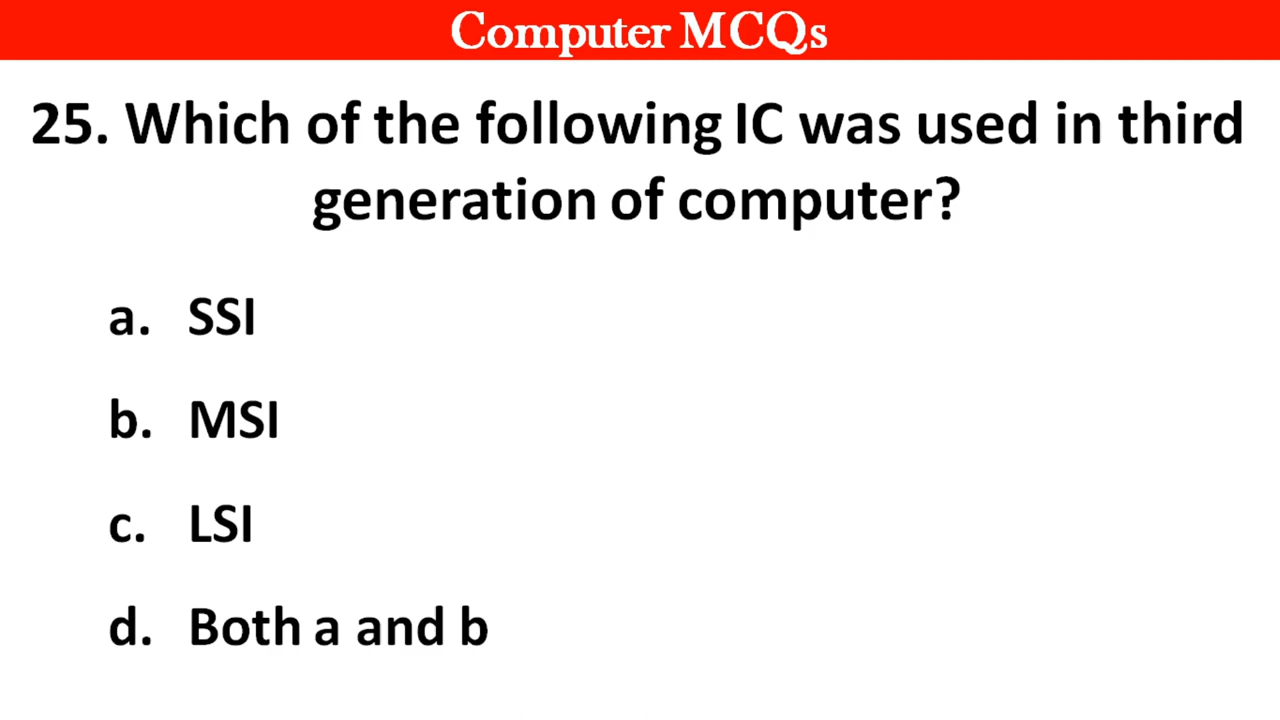 Computer MCQs
25. Which of the following IC was used in third
generation of computer?
a. SSI
b. MSI
c. LSI
d. Both a and b